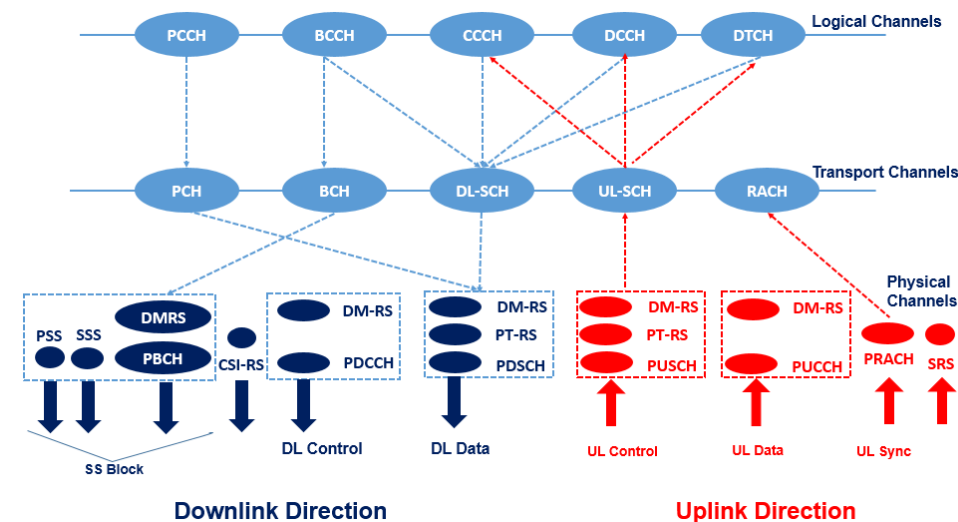 Logical Channels
PCCH
BCCH
CCCH
DCCH
DTCH
Transport Channels
PCH
BCH
DL-SCH
UL-SCH
RACH
Physical
Channels
PSS
SSS
DMRS
PBCH
CSI-RS
DM-RS
PDCCH
DM-RS
PT-RS
PDSCH
DM-RS
PT-RS
PUSCH
DM-RS
PUCCH
PRACH
SRS
SS Block
DL Control
DL Data
UL Control
UL Data
UL Sync
Downlink Direction
Uplink Direction